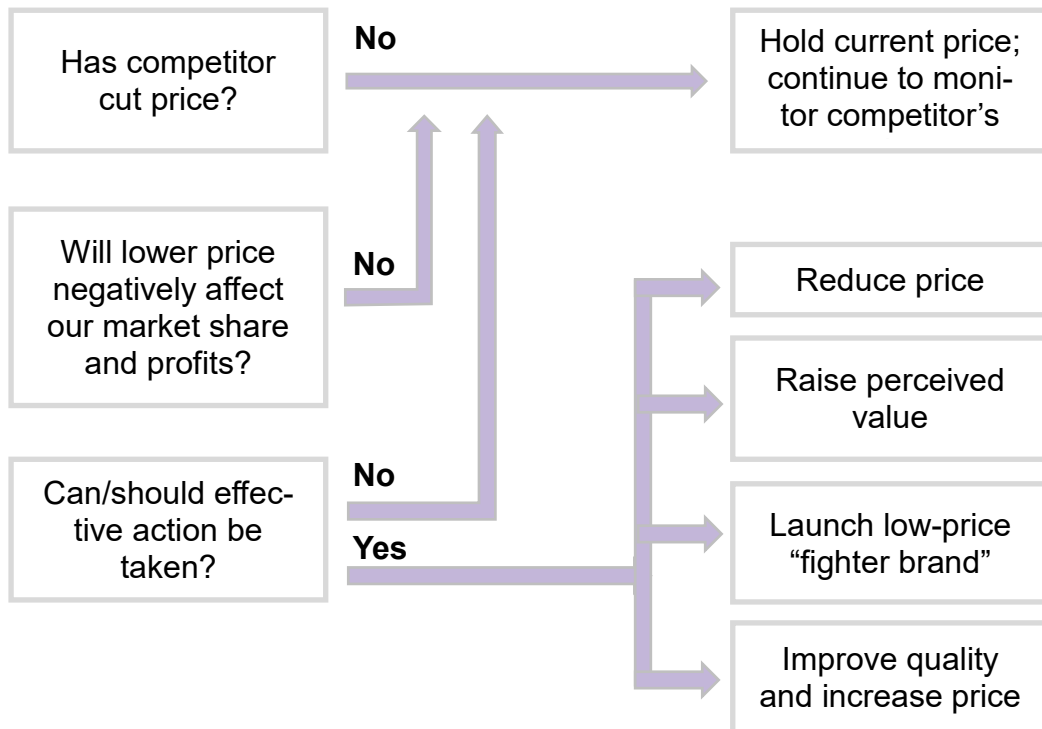 Has competitor
cut price?
No
Hold current price;
continue to moni-
tor competitor’s
Will lower price
negatively affect
our market share
and profits?
No
Reduce price
Raise perceived
value
Can/should effec-
tive action be
taken?
No
Yes
Launch low-price
“fighter brand”
Improve quality
and increase price